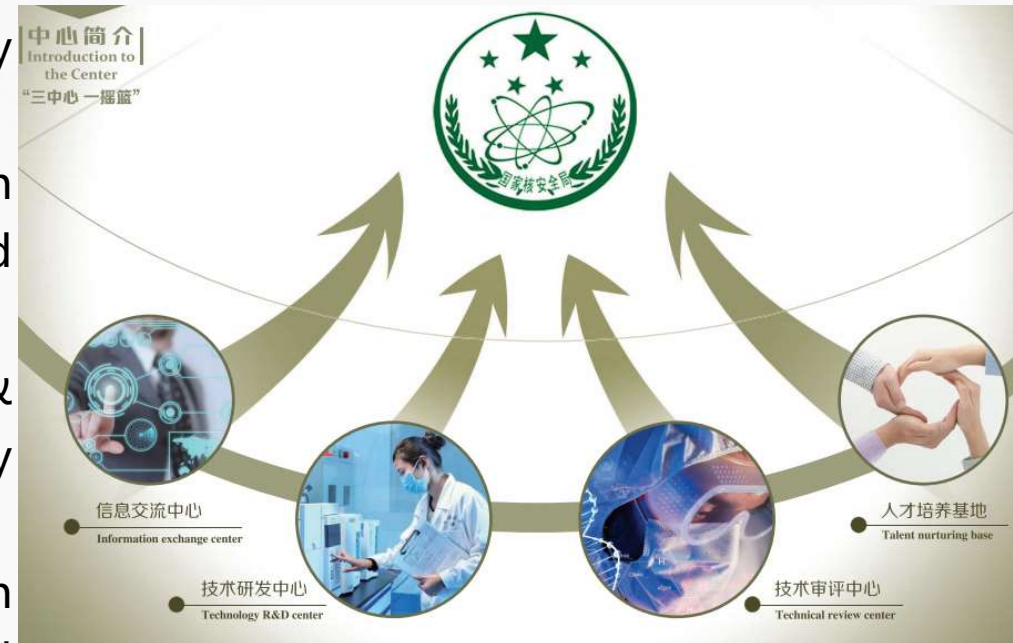 中心简介
Introduction to
the Center
“三中心 一摇篮”
国家核安全局
y
n
d
&
y
n
信息交流中心
Information exchange center
技术研发中心
Technology R&D center
技术审评中心
Technical review center
人才培养基地
Talent nurturing base